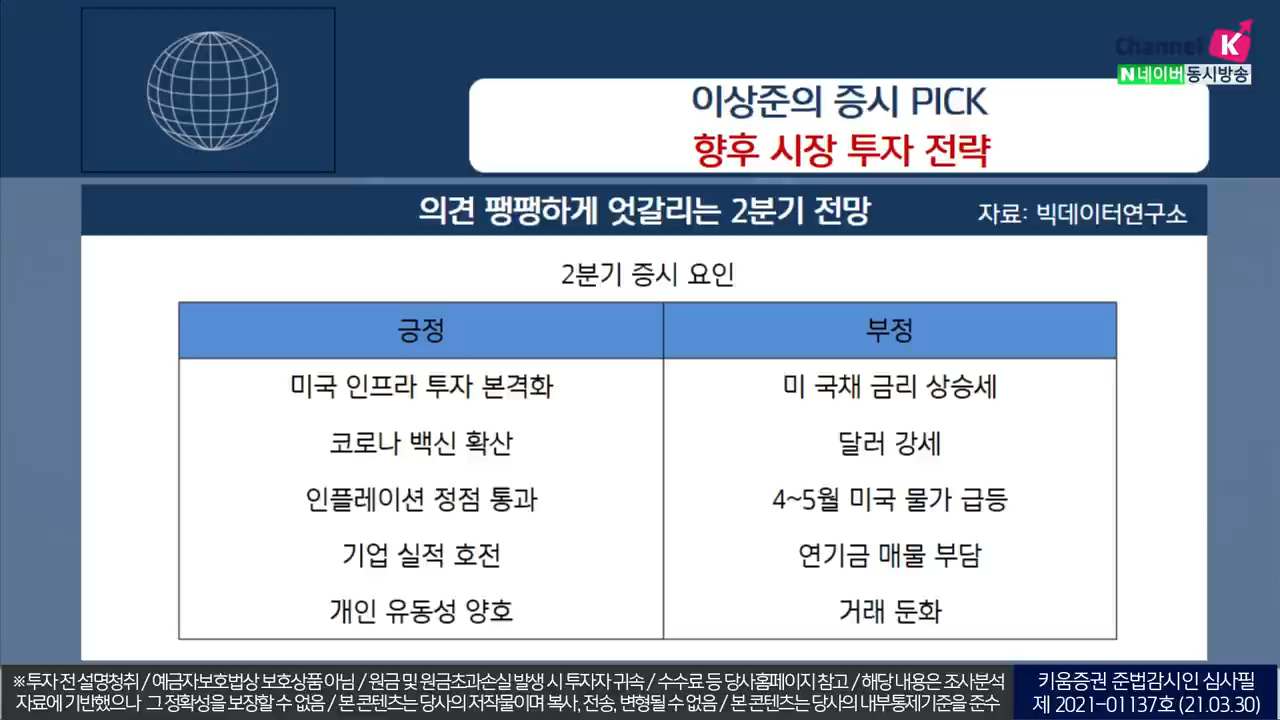 Channel K
N 네이버 동시방송
이상준의 증시 PICK
향후 시장 투자 전략
의견 팽팽하게 엇갈리는 2분기 전망
자료: 빅데이터연구소
2분기 증시 요인
긍정 부정
미국 인프라 투자 본격화 미 국채 금리 상승세
코로나 백신 확산 달러 강세
인플레이션 정점 통과 4~5월 미국 물가 급등
기업 실적 호전 연기금 매물 부담
개인 유동성 양호 거래 둔화
※ 투자 전 설명청취 / 예금자보호법상 보호상품 아님 / 원금 및 원금초과손실 발생 시 투자자 귀속 / 수수료 등 당사홈페이지 참고 / 해당 내용은 조사분석
자료에 기반했으나 그 정확성을 보장할 수 없음 / 본 콘텐츠는 당사의 저작물이며 복사, 전송, 변형될 수 없음 / 본 콘텐츠는 당사의 내부통제기준을 준수
키움증권 준법감시인 심사필
제 2021-01137호 (21.03.30)